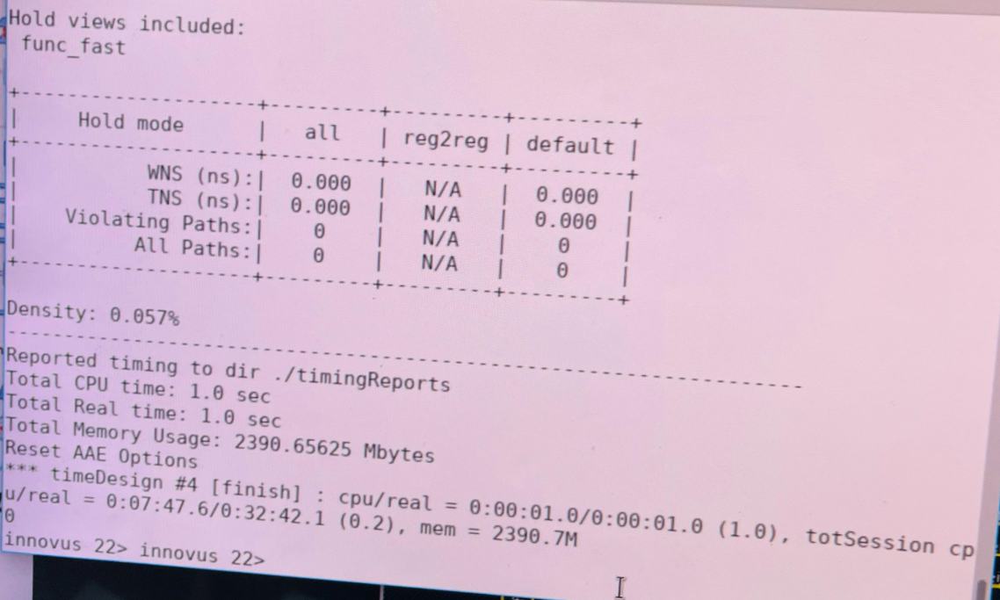 Hold views included:
 func_fast
+--------------------+---------+---------+---------+
|     Hold mode      |   all   | reg2reg | default |
+--------------------+---------+---------+---------+
|           WNS (ns):|  0.000  |   N/A   |  0.000  |
|           TNS (ns):|  0.000  |   N/A   |  0.000  |
|    Violating Paths:|    0    |   N/A   |    0    |
|          All Paths:|    0    |   N/A   |    0    |
+--------------------+---------+---------+---------+
Density: 0.057%
------------------------------------------------------------------
Reported timing to dir ./timingReports
Total CPU time: 1.0 sec
Total Real time: 1.0 sec
Total Memory Usage: 2390.65625 Mbytes
Reset AAE Options
*** timeDesign #4 [finish] : cpu/real = 0:00:01.0/0:00:01.0 (1.0), totSession cp
u/real = 0:07:47.6/0:32:42.1 (0.2), mem = 2390.7M
0
innovus 22> innovus 22>